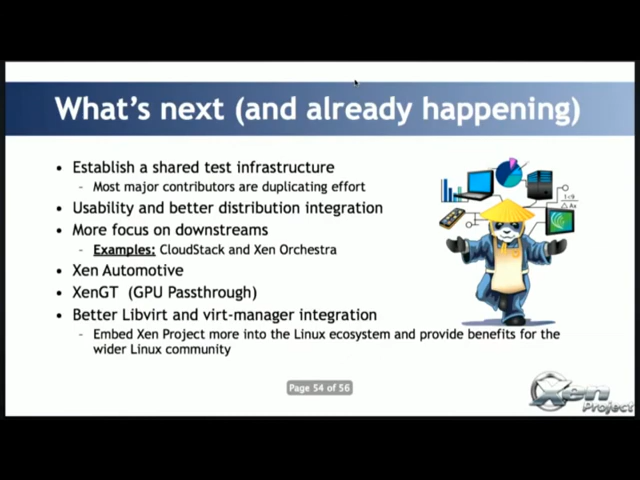 What's next (and already happening)
• Establish a shared test infrastructure
- Most major contributors are duplicating effort
• Usability and better distribution integration
• More focus on downstreams
- Examples: CloudStack and Xen Orchestra
• Xen Automotive
• XenGT (GPU Passthrough)
• Better Libvirt and virt-manager integration
- Embed Xen Project more into the Linux ecosystem and provide benefits for the
wider Linux community
Page 54 of 56
Xen
Project